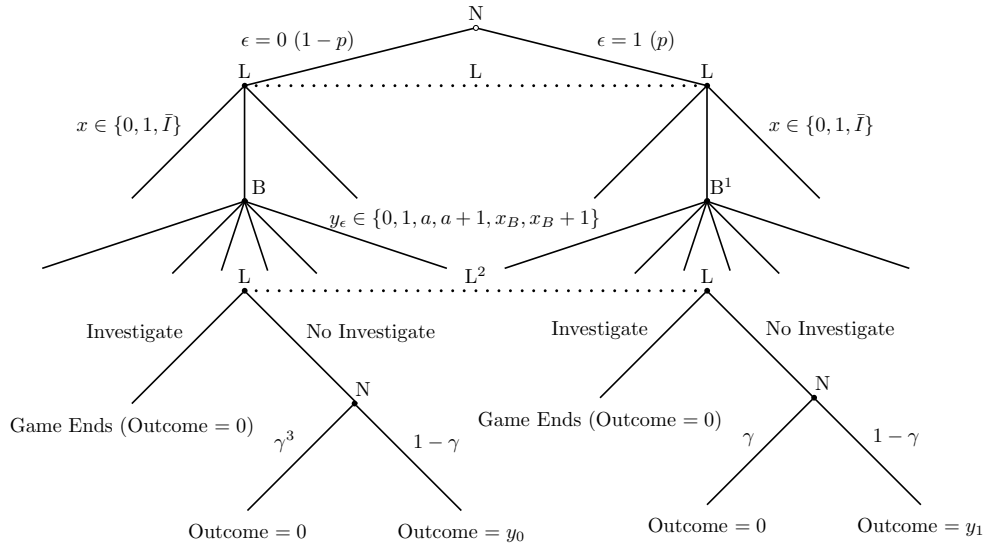 N
ϵ = 0 (1 − p)
ϵ = 1 (p)
L
L
L
x ∈ {0, 1, Ī}
x ∈ {0, 1, Ī}
B
B¹
y_ϵ ∈ {0, 1, a, a + 1, x_B, x_B + 1}
L
L²
L
Investigate
No Investigate
Investigate
No Investigate
N
N
Game Ends (Outcome = 0)
Game Ends (Outcome = 0)
γ³
1 − γ
γ
1 − γ
Outcome = 0
Outcome = y₀
Outcome = 0
Outcome = y₁